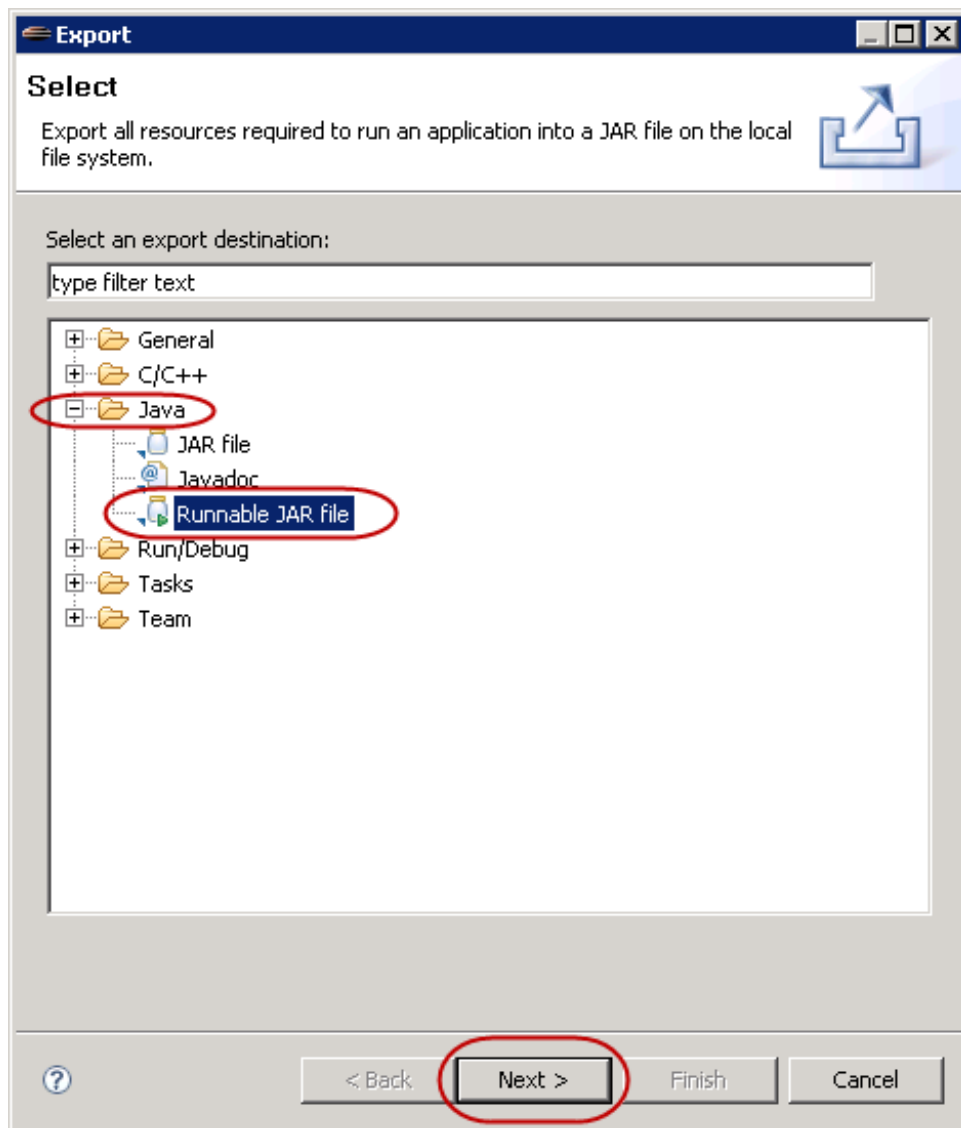 Export
Select
Export all resources required to run an application into a JAR file on the local
file system.
Select an export destination:
type filter text
General
C/C++
Java
JAR file
Javadoc
Runnable JAR file
Run/Debug
Tasks
Team
< Back Next > Finish Cancel